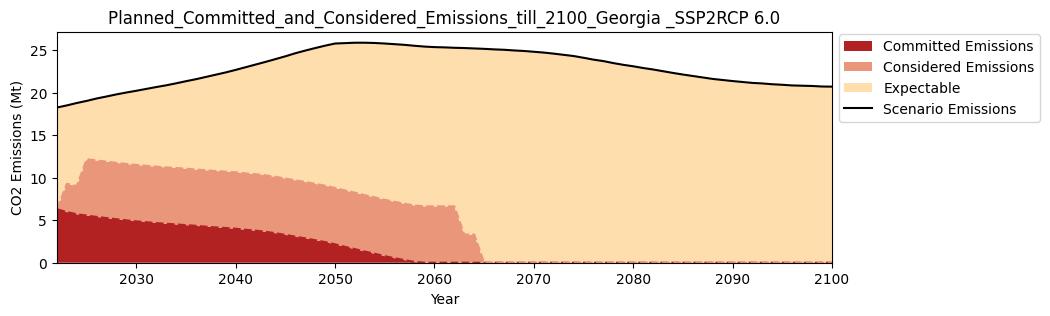 Planned_Committed_and_Considered_Emissions_till_2100_Georgia _SSP2RCP 6.0
CO2 Emissions (Mt)
25
20
15
10
5
0
2030
2040
2050
2060
2070
2080
2090
2100
Year
Committed Emissions
Considered Emissions
Expectable
Scenario Emissions